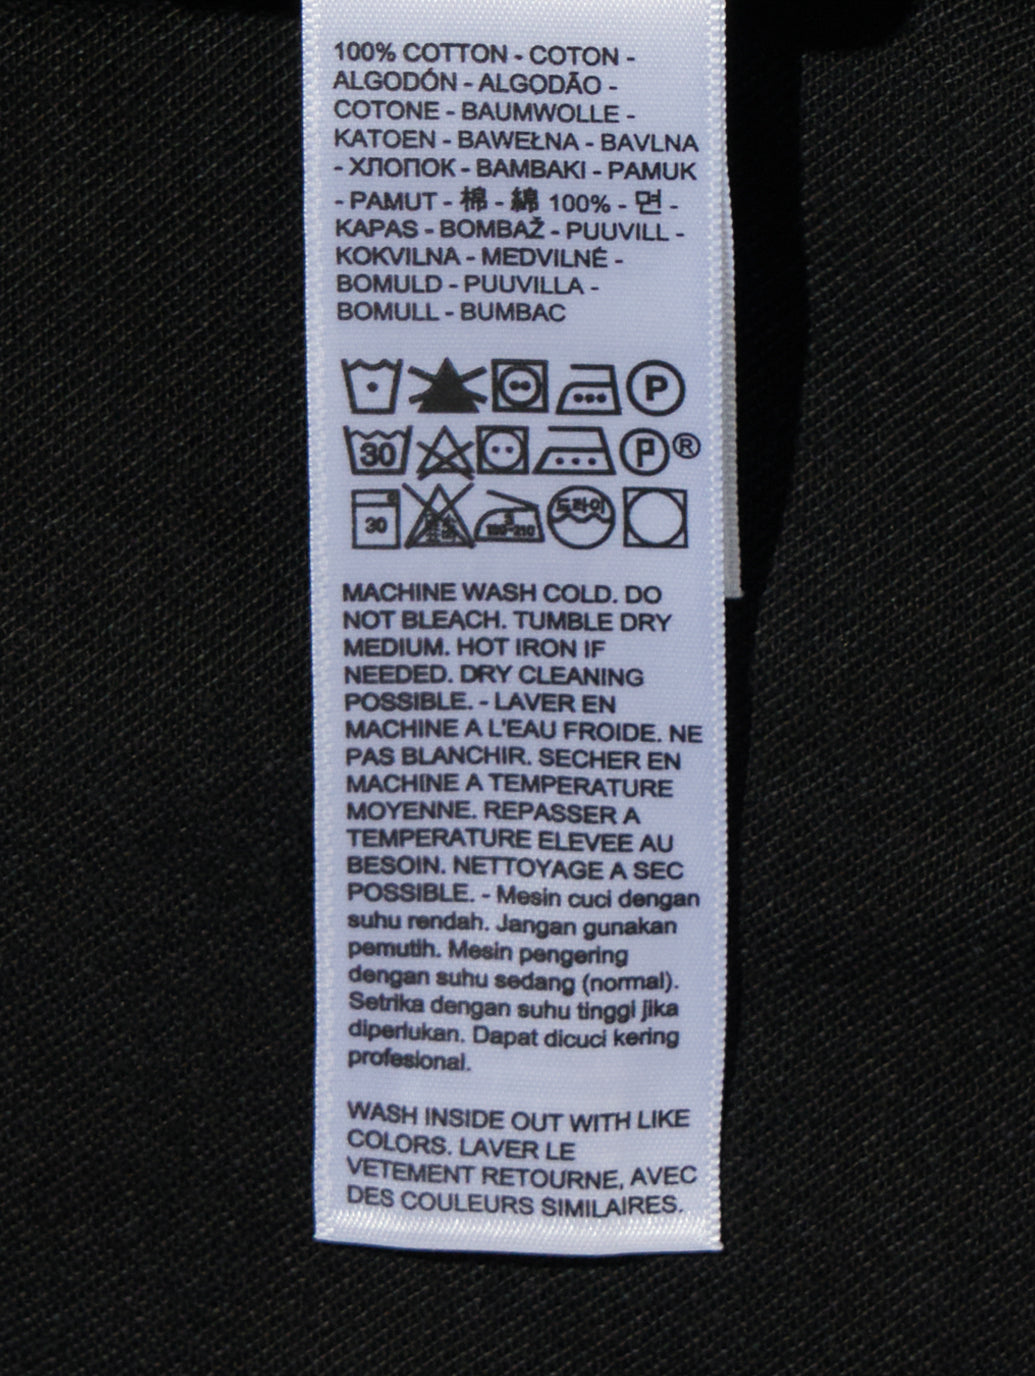 100% COTTON - COTON -
ALGODÓN - ALGODÃO -
COTONE - BAUMWOLLE -
KATOEN - BAWEŁNA - BAVLNA
- ХЛОПОК - BAMBAKI - PAMUK
- PAMUT - 棉 - 綿 100% - 면 -
KAPAS - BOMBAŽ - PUUVILL -
KOKVILNA - MEDVILNĖ -
BOMULD - PUUVILLA -
BOMULL - BUMBAC
P
30 P ®
30 드라이
MACHINE WASH COLD. DO
NOT BLEACH. TUMBLE DRY
MEDIUM. HOT IRON IF
NEEDED. DRY CLEANING
POSSIBLE. - LAVER EN
MACHINE A L'EAU FROIDE. NE
PAS BLANCHIR. SECHER EN
MACHINE A TEMPERATURE
MOYENNE. REPASSER A
TEMPERATURE ELEVEE AU
BESOIN. NETTOYAGE A SEC
POSSIBLE. - Mesin cuci dengan
suhu rendah. Jangan gunakan
pemutih. Mesin pengering
dengan suhu sedang (normal).
Setrika dengan suhu tinggi jika
diperlukan. Dapat dicuci kering
profesional.
WASH INSIDE OUT WITH LIKE
COLORS. LAVER LE
VETEMENT RETOURNE, AVEC
DES COULEURS SIMILAIRES.